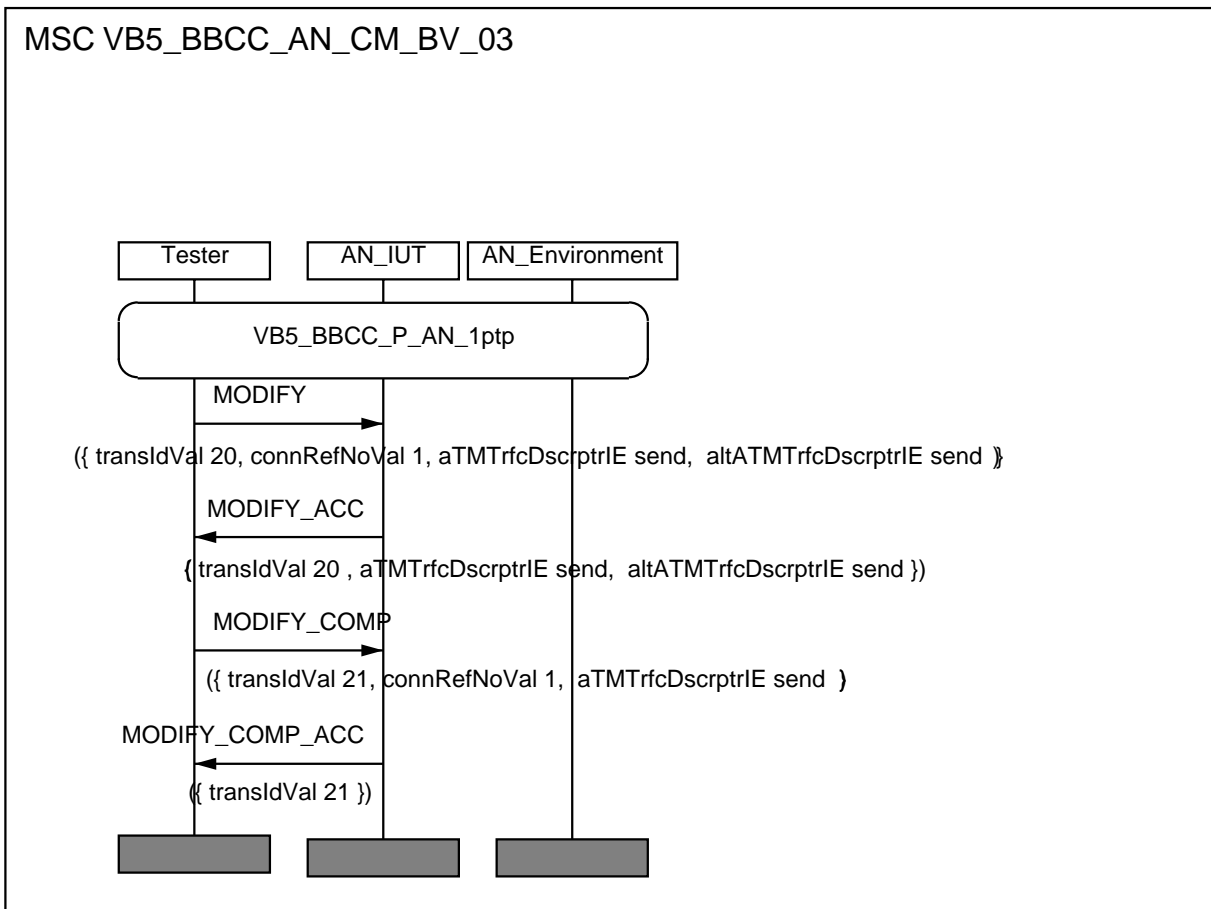 MSC VB5_BBCC_AN_CM_BV_03
Tester AN_IUT AN_Environment
VB5_BBCC_P_AN_1ptp
MODIFY
({ transIdVal 20, connRefNoVal 1, aTMTrfcDscrptrIE send, altATMTrfcDscrptrIE send })
MODIFY_ACC
({ transIdVal 20 , aTMTrfcDscrptrIE send, altATMTrfcDscrptrIE send })
MODIFY_COMP
({ transIdVal 21, connRefNoVal 1, aTMTrfcDscrptrIE send })
MODIFY_COMP_ACC
({ transIdVal 21 })